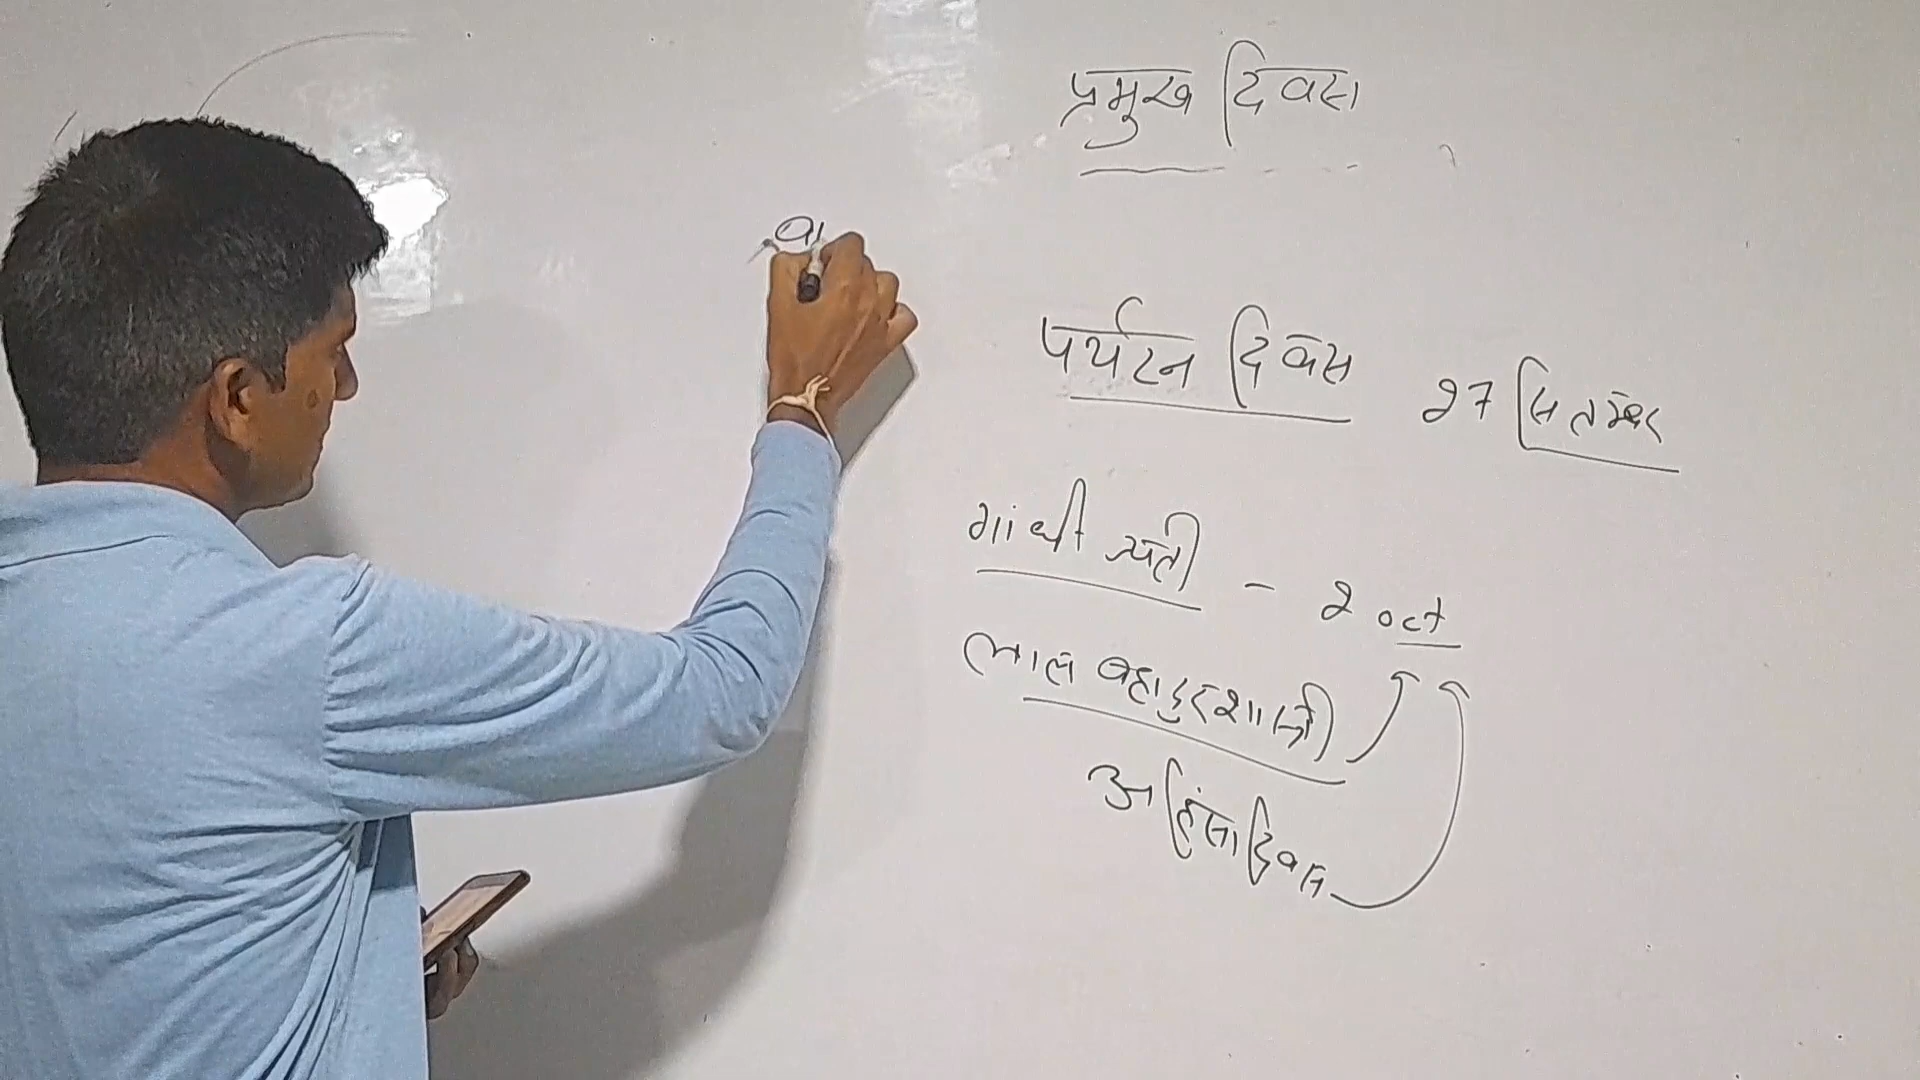 प्रमुख दिवस
वा
पर्यटन दिवस 27 सितम्बर
गांधी जयंती - 2 oct
लाल बहादुर शास्त्री
अहिंसा दिवस